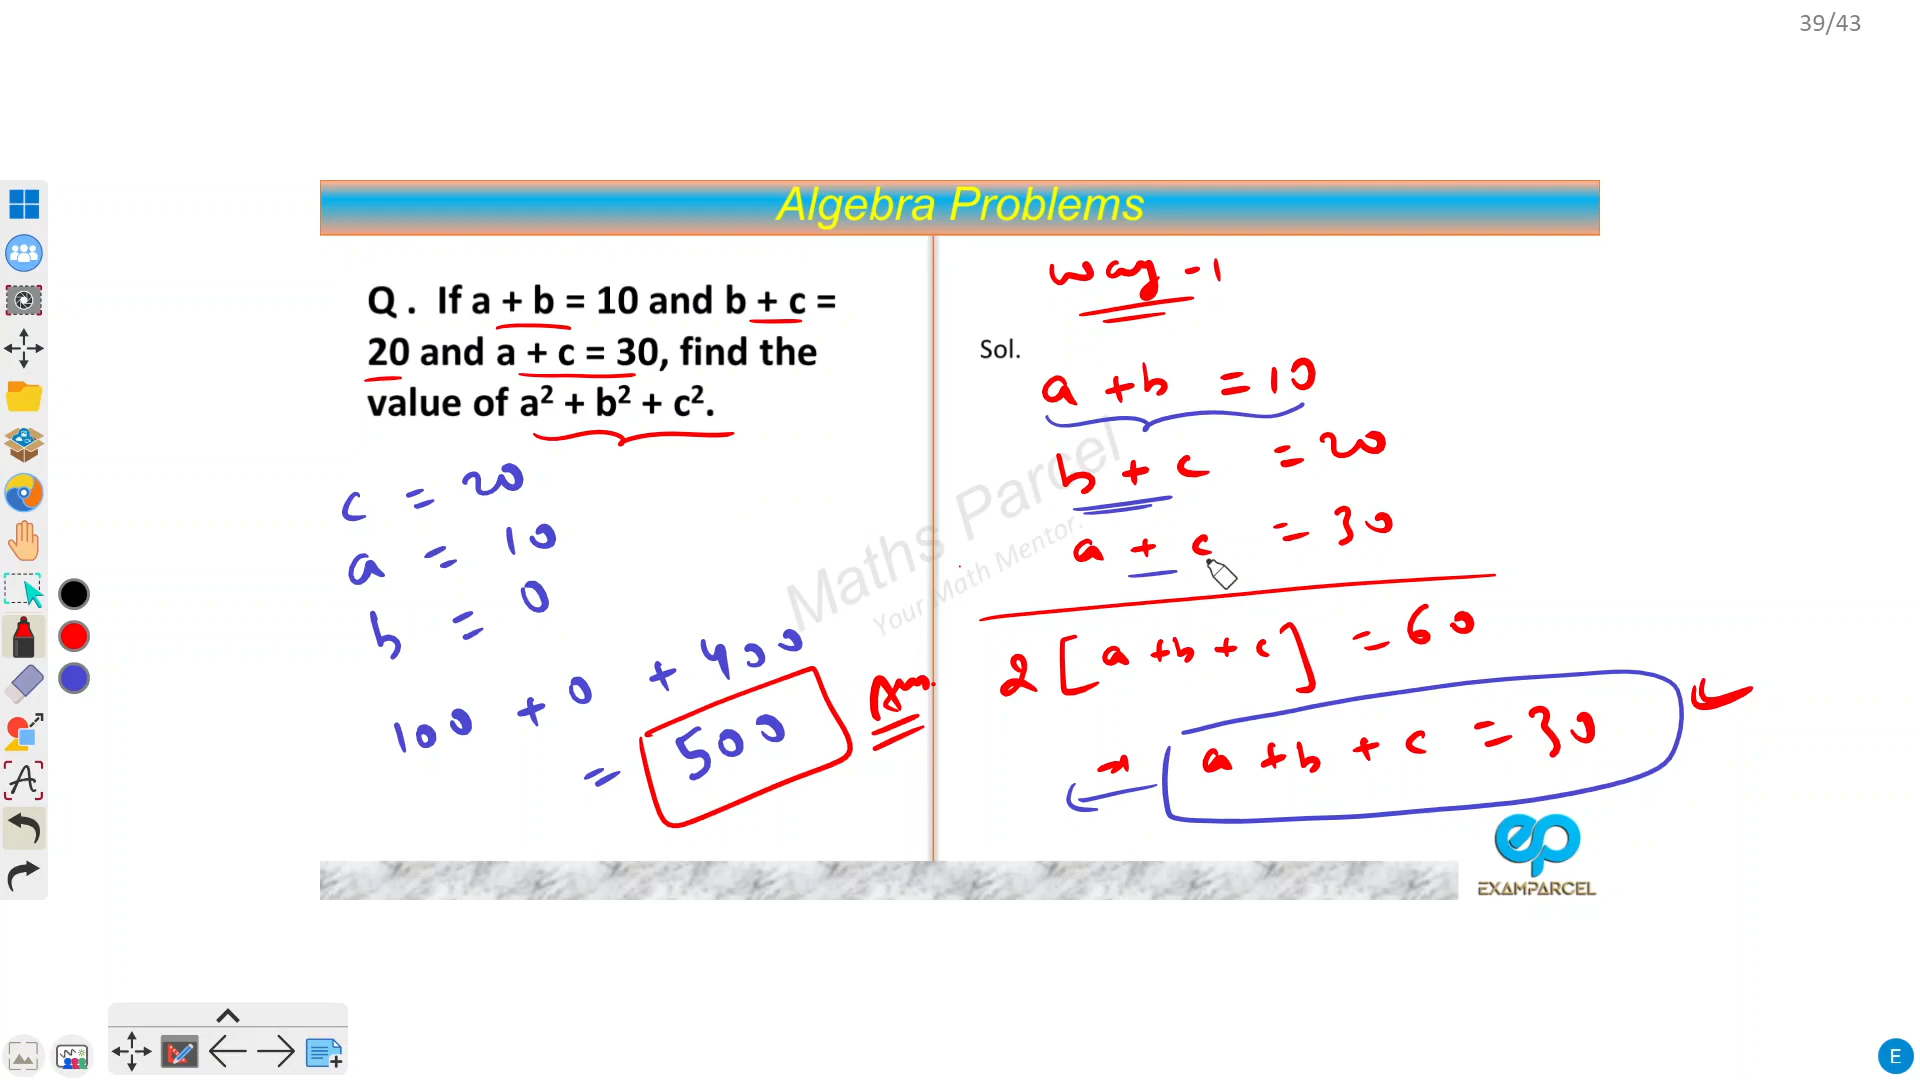 39/43
Algebra Problems
Q . If a + b = 10 and b + c =
20 and a + c = 30, find the
value of a² + b² + c².
c = 20
a = 10
b = 0
100 + 0 + 400
= 500 Ans.
way - 1
Sol.
a + b = 10
b + c = 20
a + c = 30
2 [a + b + c] = 60
a + b + c = 30
Maths Parcel
Your Math Mentor.
ep
EXAMPARCEL
A
E